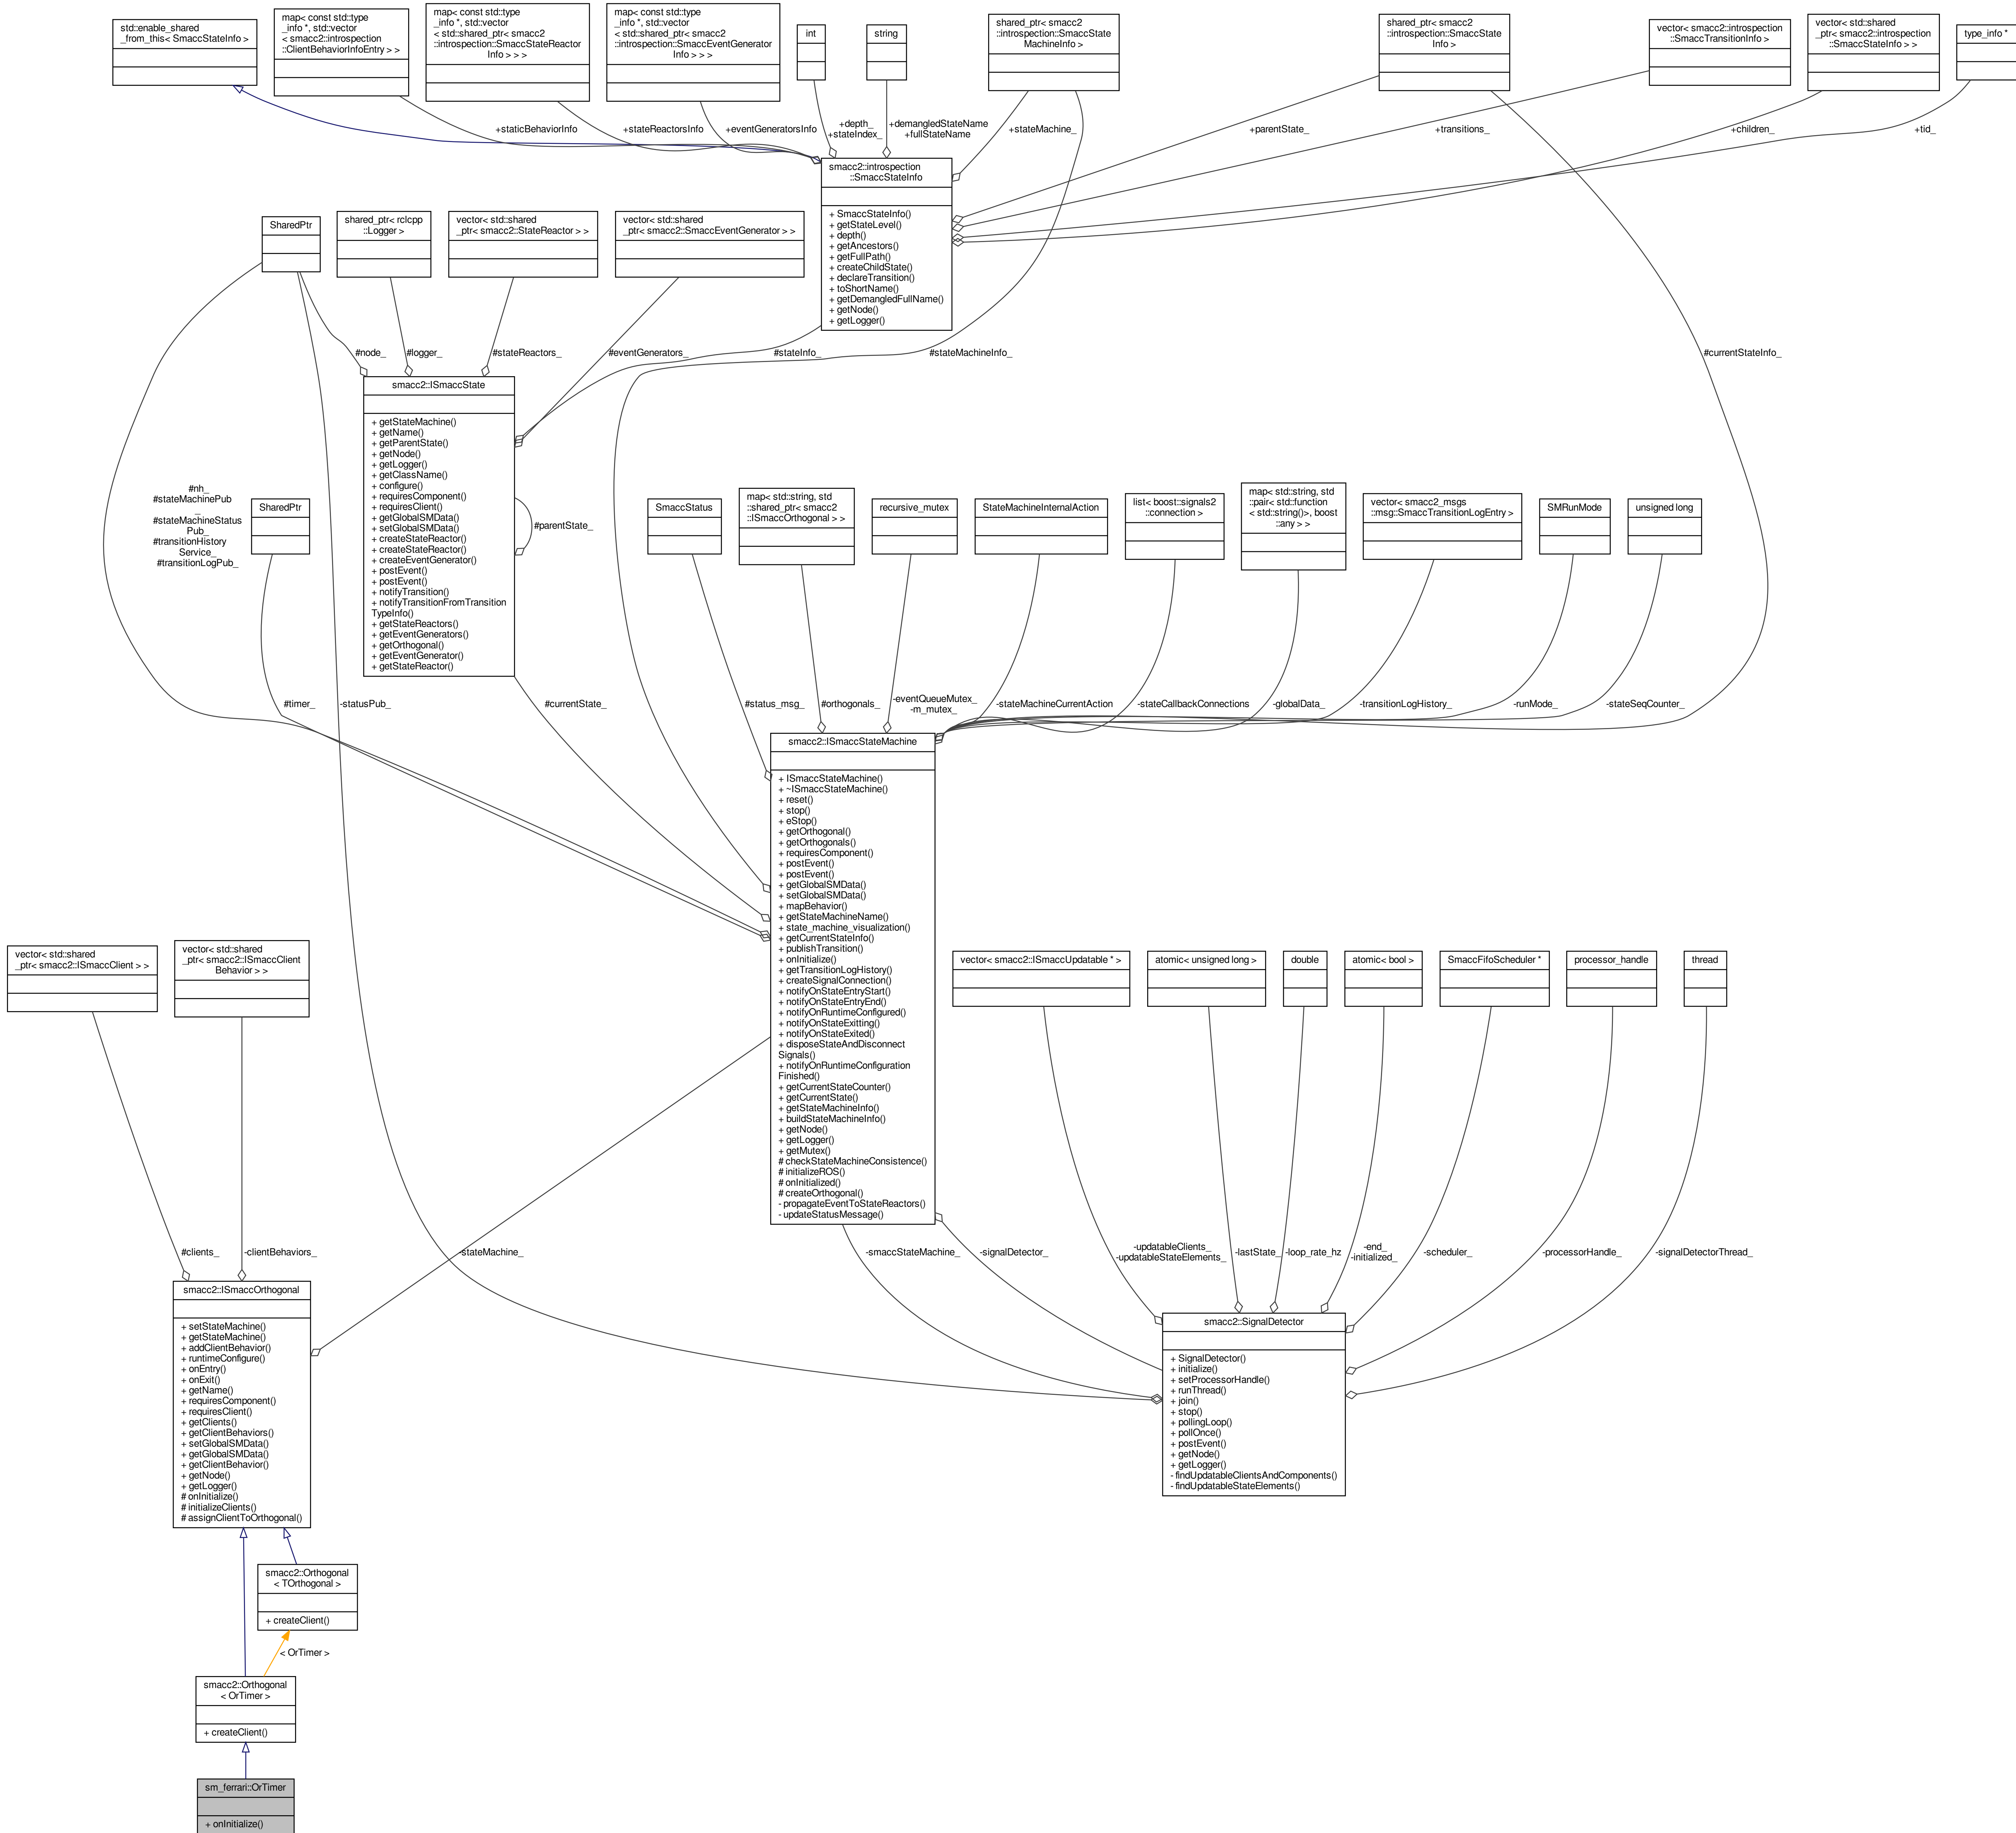 std::enable_shared
_from_this< SmaccStateInfo >
map< const std::type
_info *, std::vector
< smacc2::introspection
::ClientBehaviorInfoEntry > >
map< const std::type
_info *, std::vector
< std::shared_ptr< smacc2
::introspection::SmaccStateReactor
Info > > >
map< const std::type
_info *, std::vector
< std::shared_ptr< smacc2
::introspection::SmaccEventGenerator
Info > > >
int
string
shared_ptr< smacc2
::introspection::SmaccState
MachineInfo >
shared_ptr< smacc2
::introspection::SmaccState
Info >
vector< smacc2::introspection
::SmaccTransitionInfo >
vector< std::shared
_ptr< smacc2::introspection
::SmaccStateInfo > >
type_info *
+staticBehaviorInfo
+stateReactorsInfo
+eventGeneratorsInfo
+depth_
+stateIndex_
+demangledStateName
+fullStateName
+stateMachine_
+parentState_
+transitions_
+children_
+tid_
smacc2::introspection
::SmaccStateInfo
+ SmaccStateInfo()
+ getStateLevel()
+ depth()
+ getAncestors()
+ getFullPath()
+ createChildState()
+ declareTransition()
+ toShortName()
+ getDemangledFullName()
+ getNode()
+ getLogger()
SharedPtr
shared_ptr< rclcpp
::Logger >
vector< std::shared
_ptr< smacc2::StateReactor > >
vector< std::shared
_ptr< smacc2::SmaccEventGenerator > >
#node_
#logger_
#stateReactors_
#eventGenerators_
#stateInfo_
#stateMachineInfo_
#currentStateInfo_
smacc2::ISmaccState
+ getStateMachine()
+ getName()
+ getParentState()
+ getNode()
+ getLogger()
+ getClassName()
+ configure()
+ requiresComponent()
+ requiresClient()
+ getGlobalSMData()
+ setGlobalSMData()
+ createStateReactor()
+ createStateReactor()
+ createEventGenerator()
+ postEvent()
+ postEvent()
+ notifyTransition()
+ notifyTransitionFromTransition
TypeInfo()
+ getStateReactors()
+ getEventGenerators()
+ getOrthogonal()
+ getEventGenerator()
+ getStateReactor()
#parentState_
#nh_
#stateMachinePub
_
#stateMachineStatus
Pub_
#transitionHistory
Service_
#transitionLogPub_
SharedPtr
SmaccStatus
map< std::string, std
::shared_ptr< smacc2
::ISmaccOrthogonal > >
recursive_mutex
StateMachineInternalAction
list< boost::signals2
::connection >
map< std::string, std
::pair< std::function
< std::string()>, boost
::any > >
vector< smacc2_msgs
::msg::SmaccTransitionLogEntry >
SMRunMode
unsigned long
#timer_
-statusPub_
#currentState_
#status_msg_
#orthogonals_
-eventQueueMutex_
-m_mutex_
-stateMachineCurrentAction
-stateCallbackConnections
-globalData_
-transitionLogHistory_
-runMode_
-stateSeqCounter_
smacc2::ISmaccStateMachine
+ ISmaccStateMachine()
+ ~ISmaccStateMachine()
+ reset()
+ stop()
+ eStop()
+ getOrthogonal()
+ getOrthogonals()
+ requiresComponent()
+ postEvent()
+ postEvent()
+ getGlobalSMData()
+ setGlobalSMData()
+ mapBehavior()
+ getStateMachineName()
+ state_machine_visualization()
+ getCurrentStateInfo()
+ publishTransition()
+ onInitialize()
+ getTransitionLogHistory()
+ createSignalConnection()
+ notifyOnStateEntryStart()
+ notifyOnStateEntryEnd()
+ notifyOnRuntimeConfigured()
+ notifyOnStateExitting()
+ notifyOnStateExited()
+ disposeStateAndDisconnect
Signals()
+ notifyOnRuntimeConfiguration
Finished()
+ getCurrentStateCounter()
+ getCurrentState()
+ getStateMachineInfo()
+ buildStateMachineInfo()
+ getNode()
+ getLogger()
+ getMutex()
# checkStateMachineConsistence()
# initializeROS()
# onInitialized()
# createOrthogonal()
- propagateEventToStateReactors()
- updateStatusMessage()
vector< std::shared
_ptr< smacc2::ISmaccClient > >
vector< std::shared
_ptr< smacc2::ISmaccClient
Behavior > >
vector< smacc2::ISmaccUpdatable * >
atomic< unsigned long >
double
atomic< bool >
SmaccFifoScheduler *
processor_handle
thread
#clients_
-clientBehaviors_
-stateMachine_
-smaccStateMachine_
-signalDetector_
-updatableClients_
-updatableStateElements_
-lastState_
-loop_rate_hz
-end_
-initialized_
-scheduler_
-processorHandle_
-signalDetectorThread_
smacc2::ISmaccOrthogonal
+ setStateMachine()
+ getStateMachine()
+ addClientBehavior()
+ runtimeConfigure()
+ onEntry()
+ onExit()
+ getName()
+ requiresComponent()
+ requiresClient()
+ getClients()
+ getClientBehaviors()
+ setGlobalSMData()
+ getGlobalSMData()
+ getClientBehavior()
+ getNode()
+ getLogger()
# onInitialize()
# initializeClients()
# assignClientToOrthogonal()
smacc2::SignalDetector
+ SignalDetector()
+ initialize()
+ setProcessorHandle()
+ runThread()
+ join()
+ stop()
+ pollingLoop()
+ pollOnce()
+ postEvent()
+ getNode()
+ getLogger()
- findUpdatableClientsAndComponents()
- findUpdatableStateElements()
smacc2::Orthogonal
< TOrthogonal >
+ createClient()
< OrTimer >
smacc2::Orthogonal
< OrTimer >
+ createClient()
sm_ferrari::OrTimer
+ onInitialize()